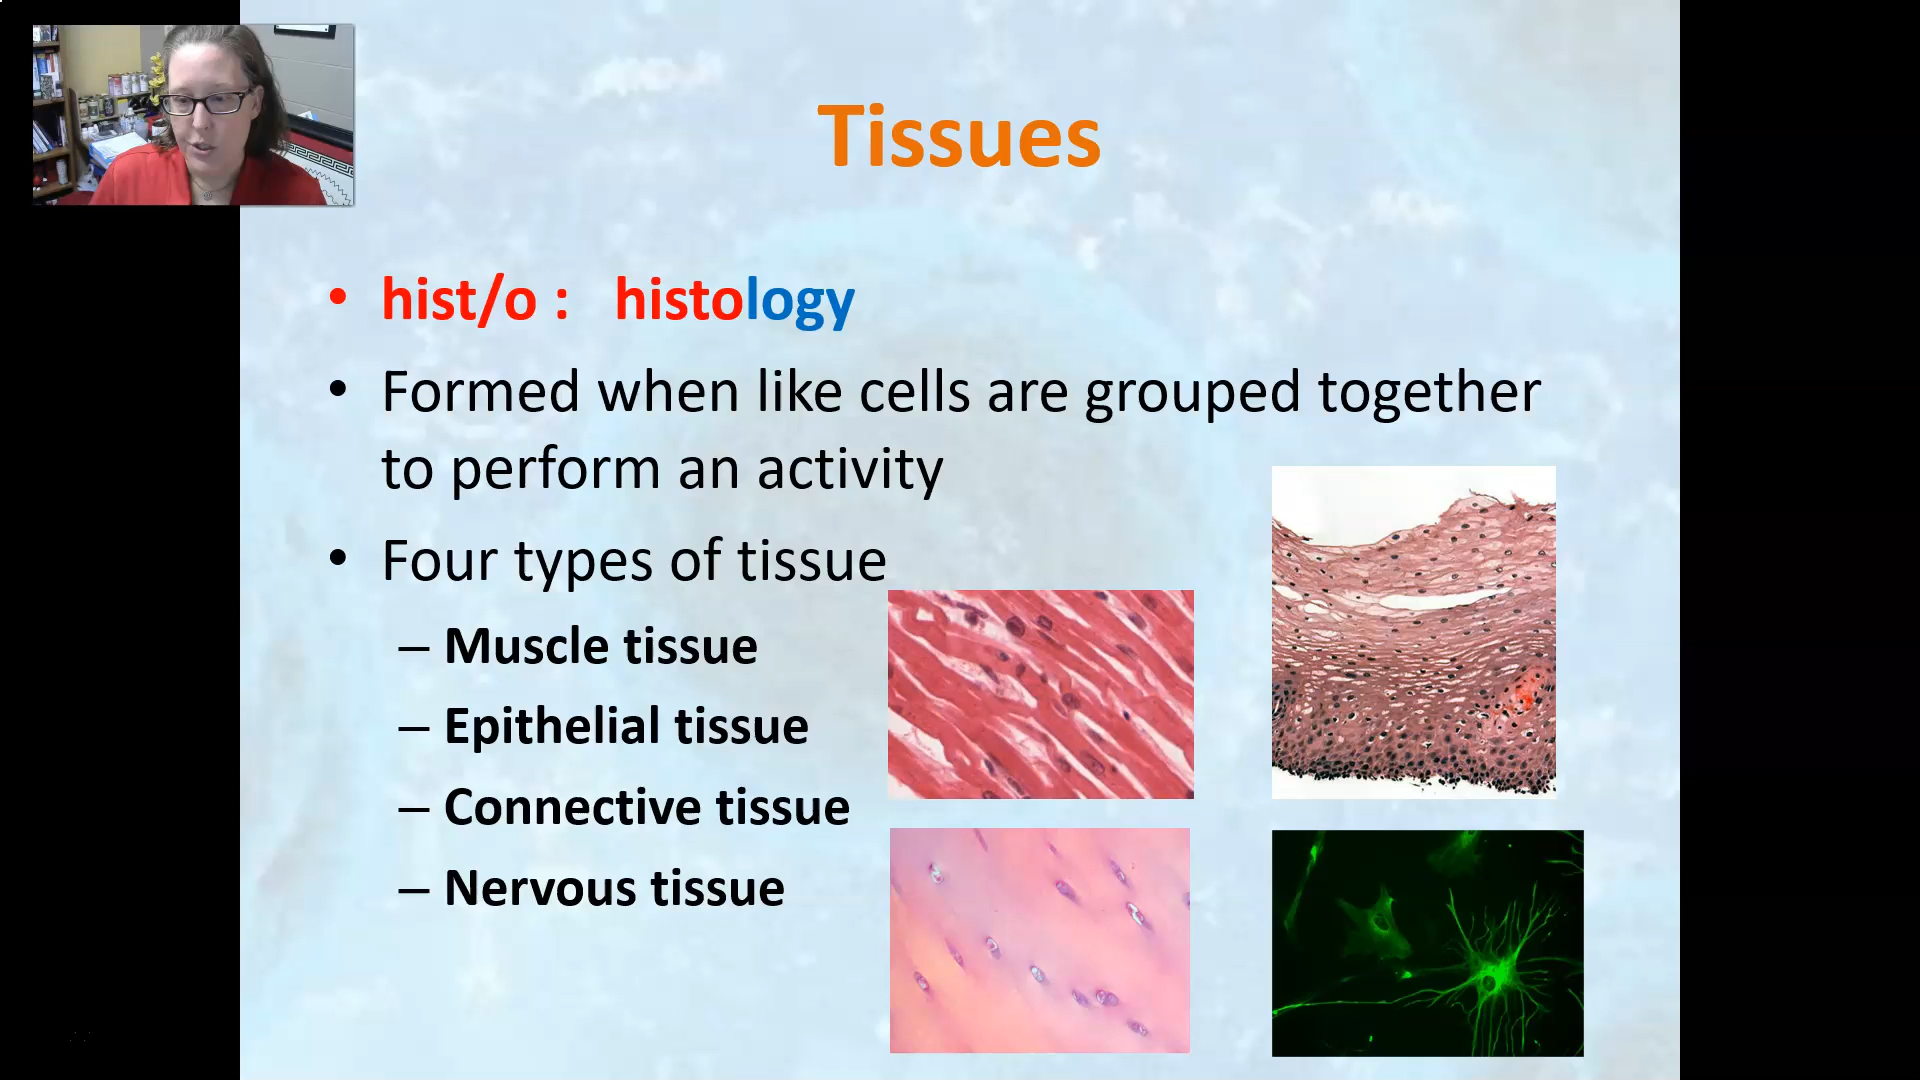 Tissues
• hist/o : histology
• Formed when like cells are grouped together
to perform an activity
• Four types of tissue
– Muscle tissue
– Epithelial tissue
– Connective tissue
– Nervous tissue